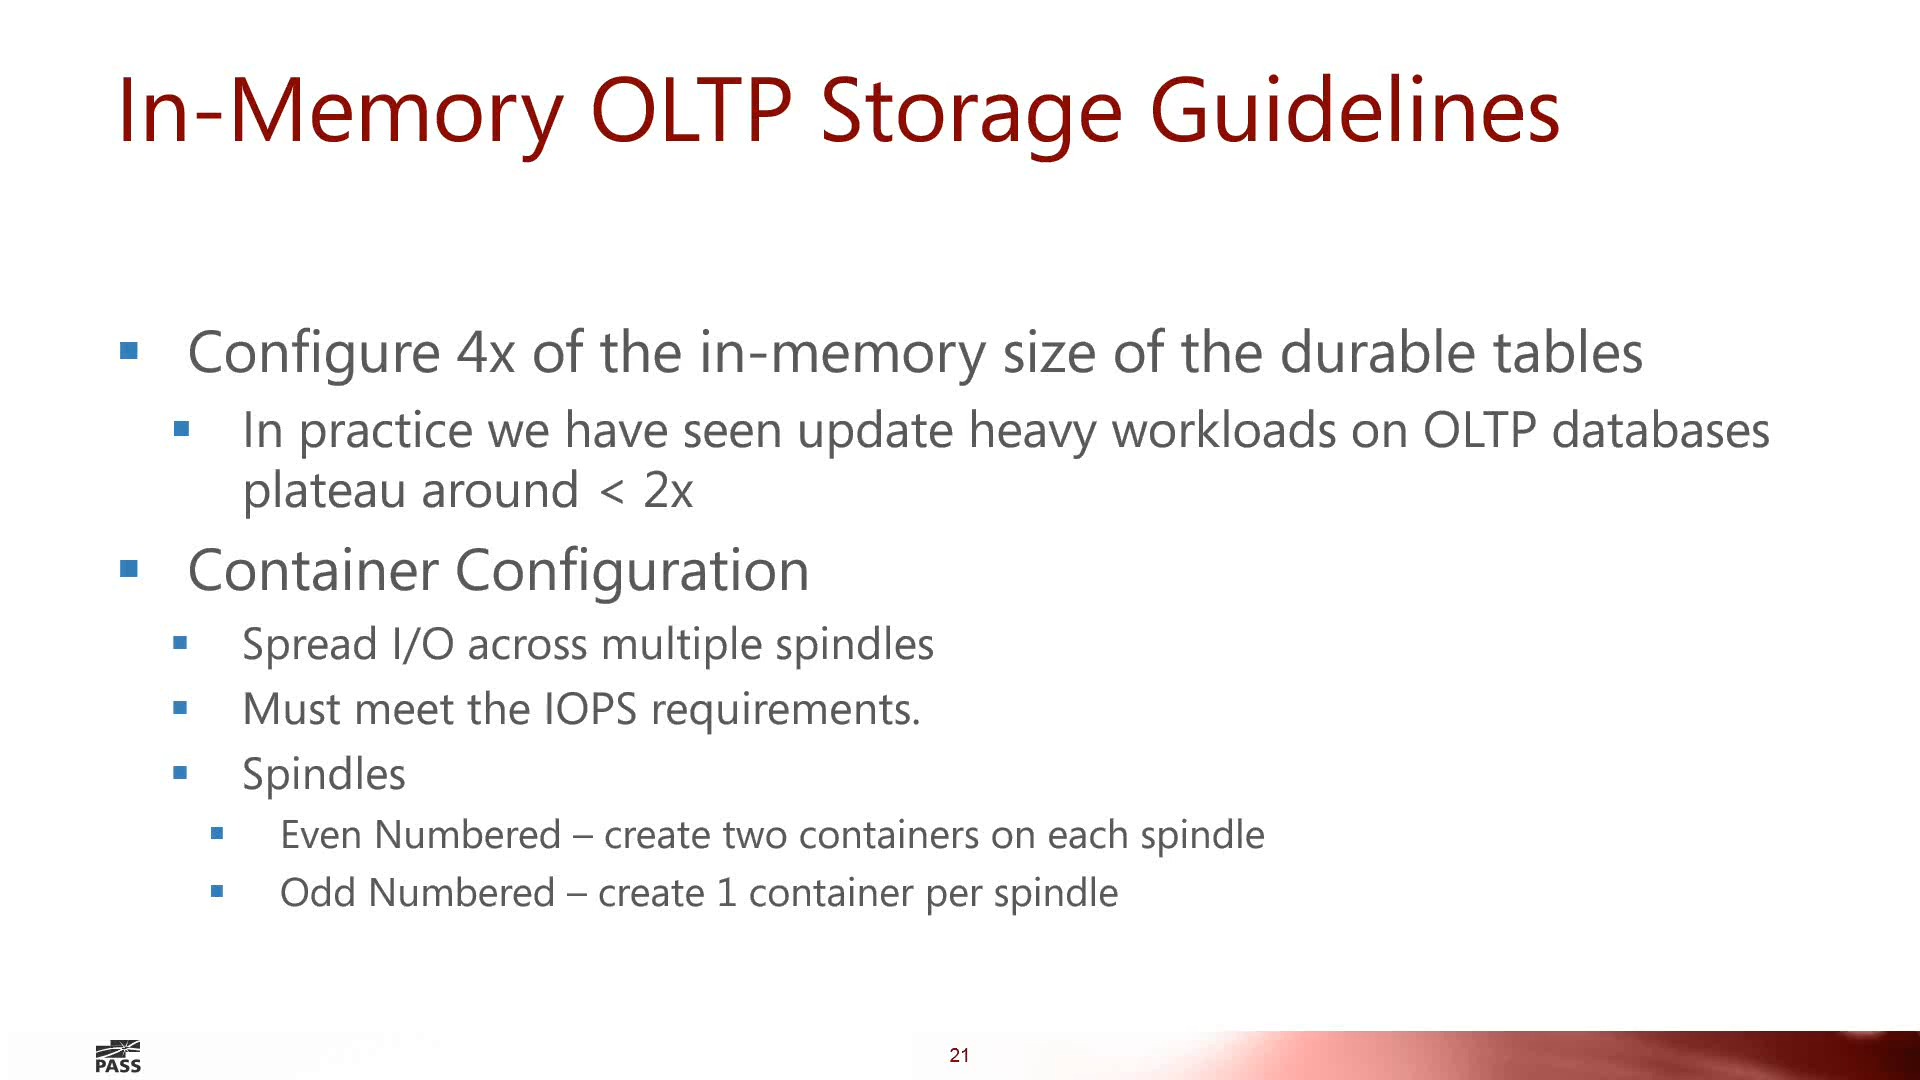 In-Memory OLTP Storage Guidelines
Configure 4x of the in-memory size of the durable tables
In practice we have seen update heavy workloads on OLTP databases
plateau around < 2x
Container Configuration
Spread I/O across multiple spindles
Must meet the IOPS requirements.
Spindles
Even Numbered – create two containers on each spindle
Odd Numbered – create 1 container per spindle
PASS
21